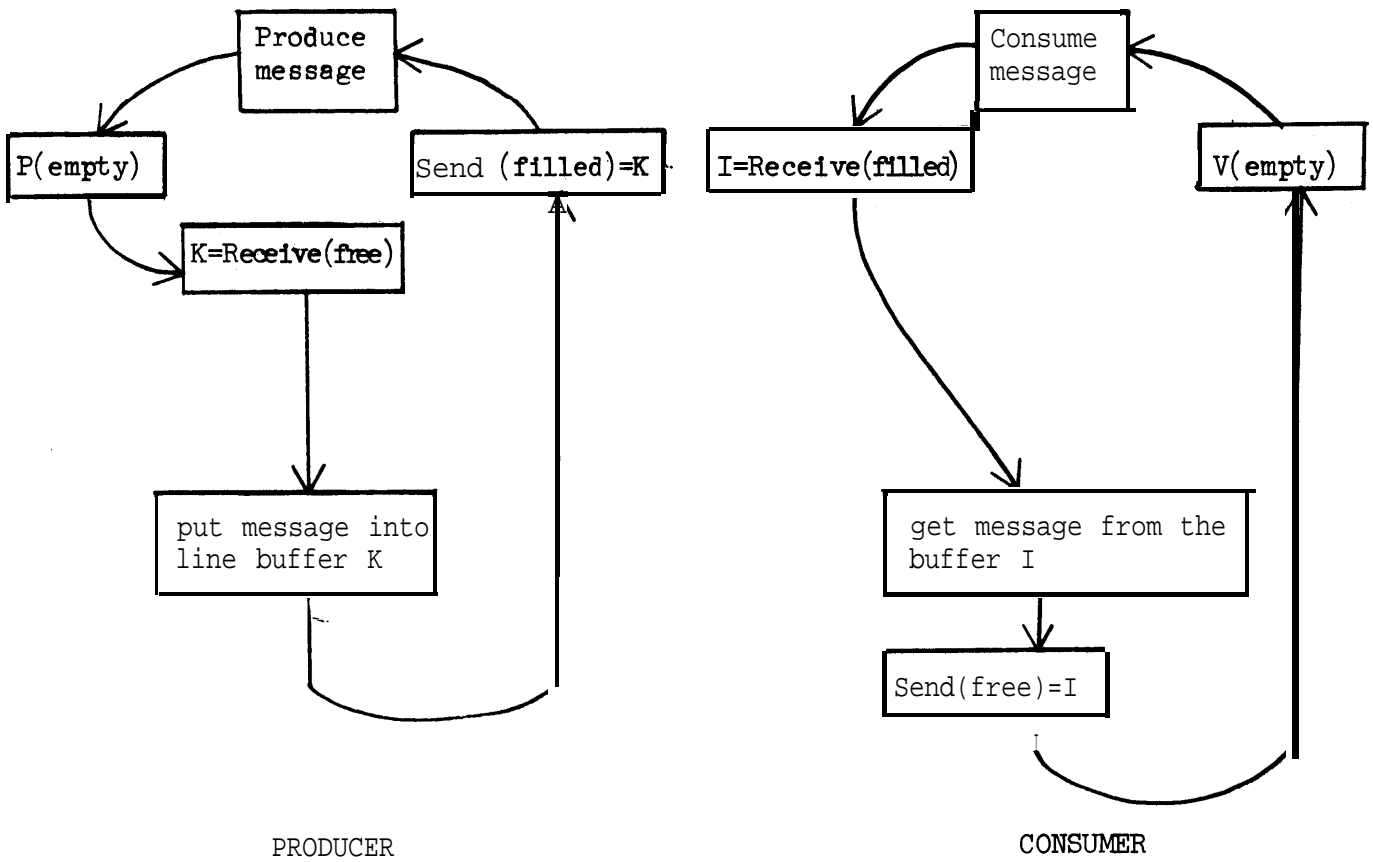 Produce
message
P(empty)
Send (filled)=K
K=Receive(free)
put message into
line buffer K
PRODUCER
Consume
message
I=Receive(filled)
V(empty)
get message from the
buffer I
Send(free)=I
CONSUMER